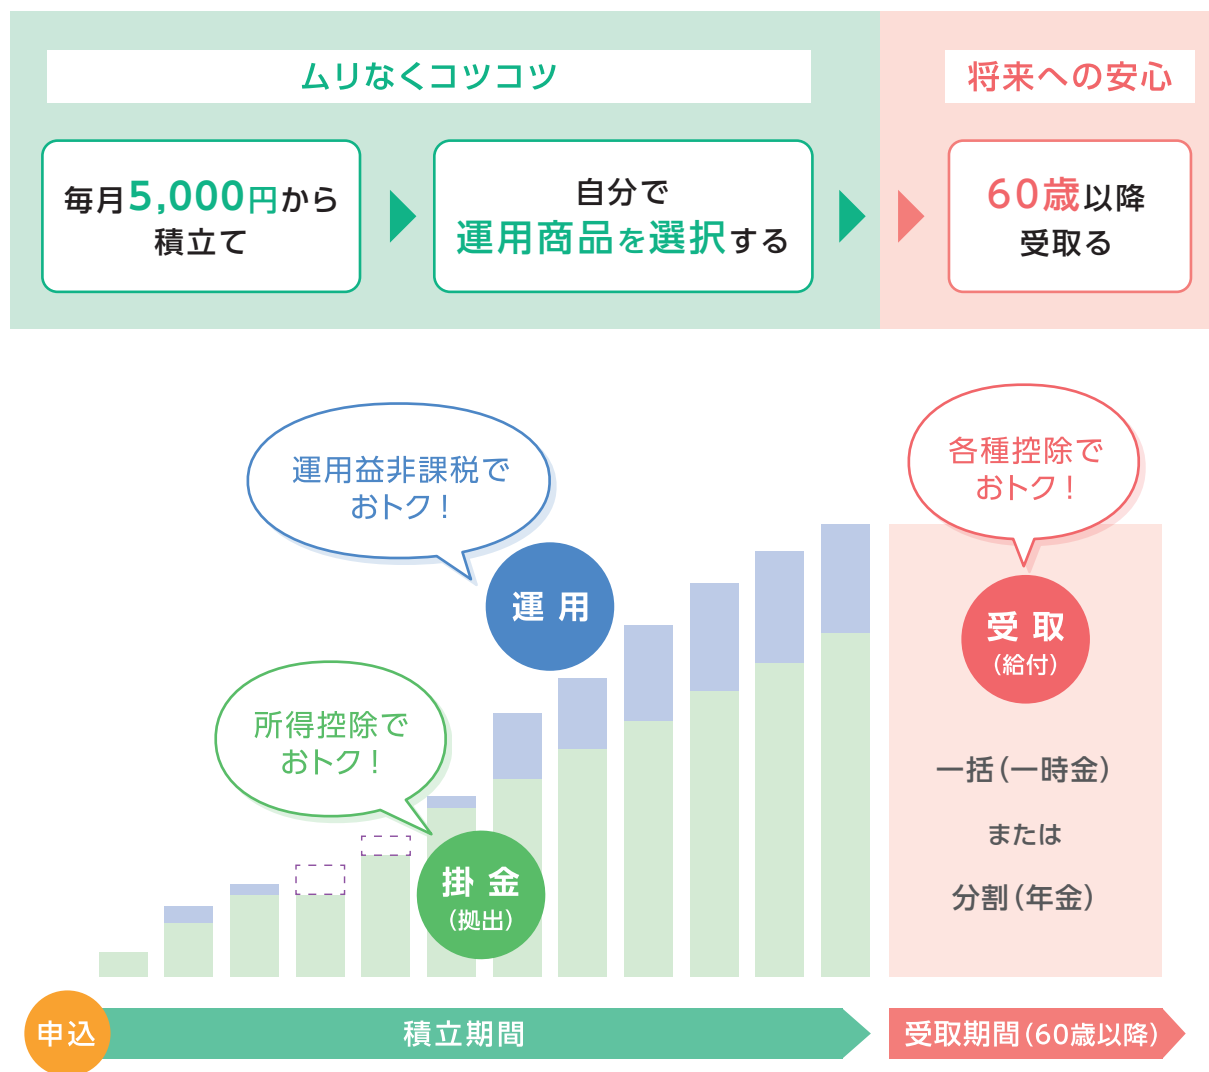 ムリなくコツコツ
将来への安心
毎月5,000円から
積立て
自分で
運用商品を選択する
60歳以降
受取る
運用益非課税で
おトク！
各種控除で
おトク！
運用
受取
（給付）
所得控除で
おトク！
掛金
（拠出）
一括（一時金）
または
分割（年金）
申込
積立期間
受取期間（60歳以降）